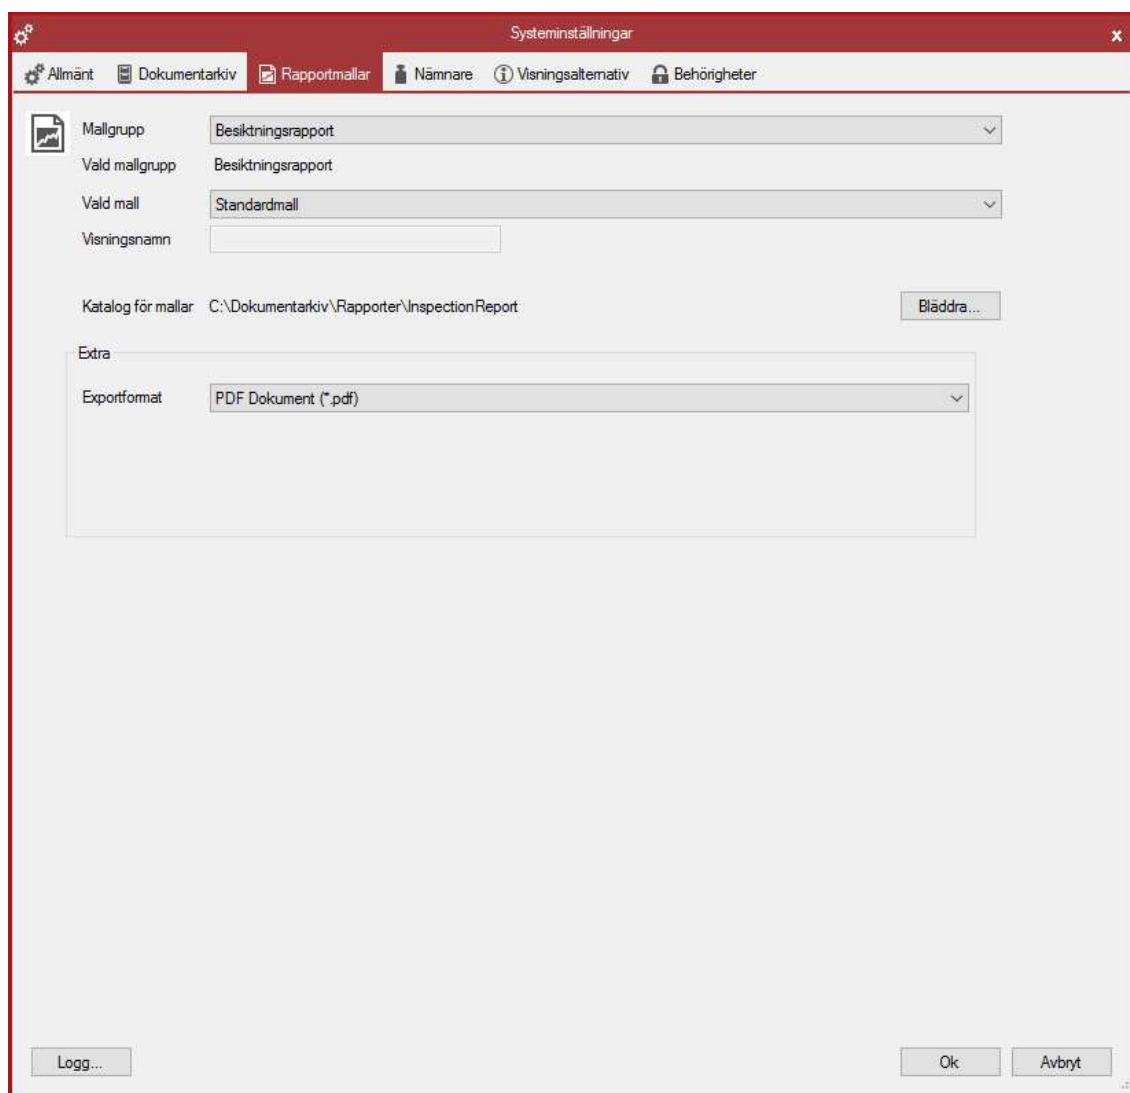 Systeminställningar x
Allmänt Dokumentarkiv Rapportmallar Nämnare Visningsalternativ Behörigheter
Mallgrupp Besiktningsrapport
Vald mallgrupp Besiktningsrapport
Vald mall Standardmall
Visningsnamn
Katalog för mallar C:\Dokumentarkiv\Rapporter\InspectionReport Bläddra...
Extra
Exportformat PDF Dokument (*.pdf)
Logg... Ok Avbryt